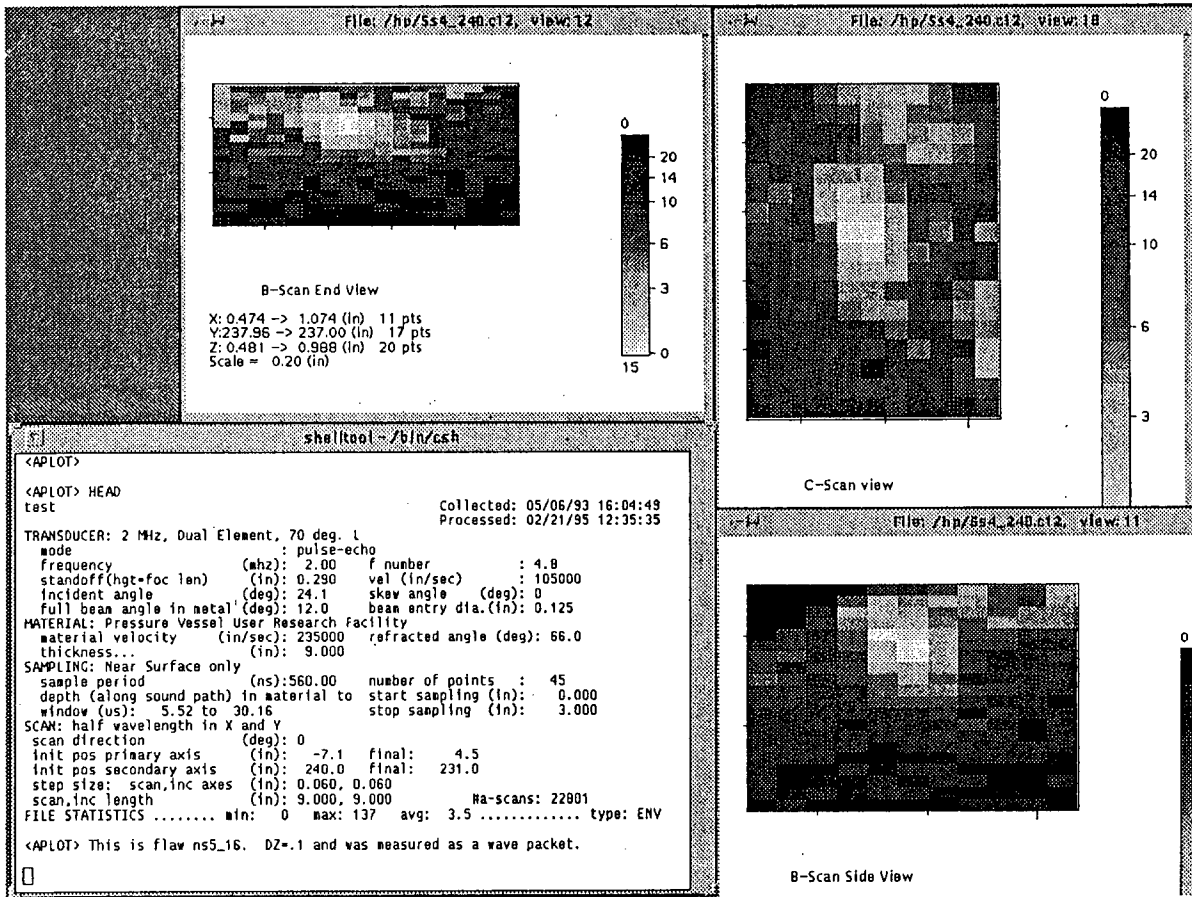 File: /hp/Ss4_240.c12, view: 12
0
20
14
10
6
3
0
15
B-Scan End View
X: 0.474 -> 1.074 (in) 11 pts
Y:237.96 -> 237.00 (in) 17 pts
Z: 0.481 -> 0.988 (in) 20 pts
Scale = 0.20 (in)
File: /hp/Ss4_240.c12, view: 18
0
20
14
10
6
3
C-Scan view
shelltool - /bin/csh
<APLOT>
<APLOT> HEAD
test Collected: 05/06/93 16:04:49
Processed: 02/21/95 12:35:35
TRANSDUCER: 2 MHz, Dual Element, 70 deg. L
mode : pulse-echo
frequency (mhz): 2.00 f number : 4.8
standoff(hgt=foc len) (in): 0.290 vel (in/sec) : 105000
incident angle (deg): 24.1 skew angle (deg): 0
full beam angle in metal (deg): 12.0 beam entry dia.(in): 0.125
MATERIAL: Pressure Vessel User Research Facility
material velocity (in/sec): 235000 refracted angle (deg): 66.0
thickness... (in): 9.000
SAMPLING: Near Surface only
sample period (ns):560.00 number of points : 45
depth (along sound path) in material to start sampling (in): 0.000
window (us): 5.52 to 30.16 stop sampling (in): 3.000
SCAN: half wavelength in X and Y
scan direction (deg): 0
init pos primary axis (in): -7.1 final: 4.5
init pos secondary axis (in): 240.0 final: 231.0
step size: scan,inc axes (in): 0.060, 0.060
scan,inc length (in): 9.000, 9.000 #a-scans: 22801
FILE STATISTICS ........ min: 0 max: 137 avg: 3.5 ............. type: ENV
<APLOT> This is flaw ns5_16. DZ=.1 and was measured as a wave packet.
File: /hp/Ss4_240.c12, view: 11
0
B-Scan Side View